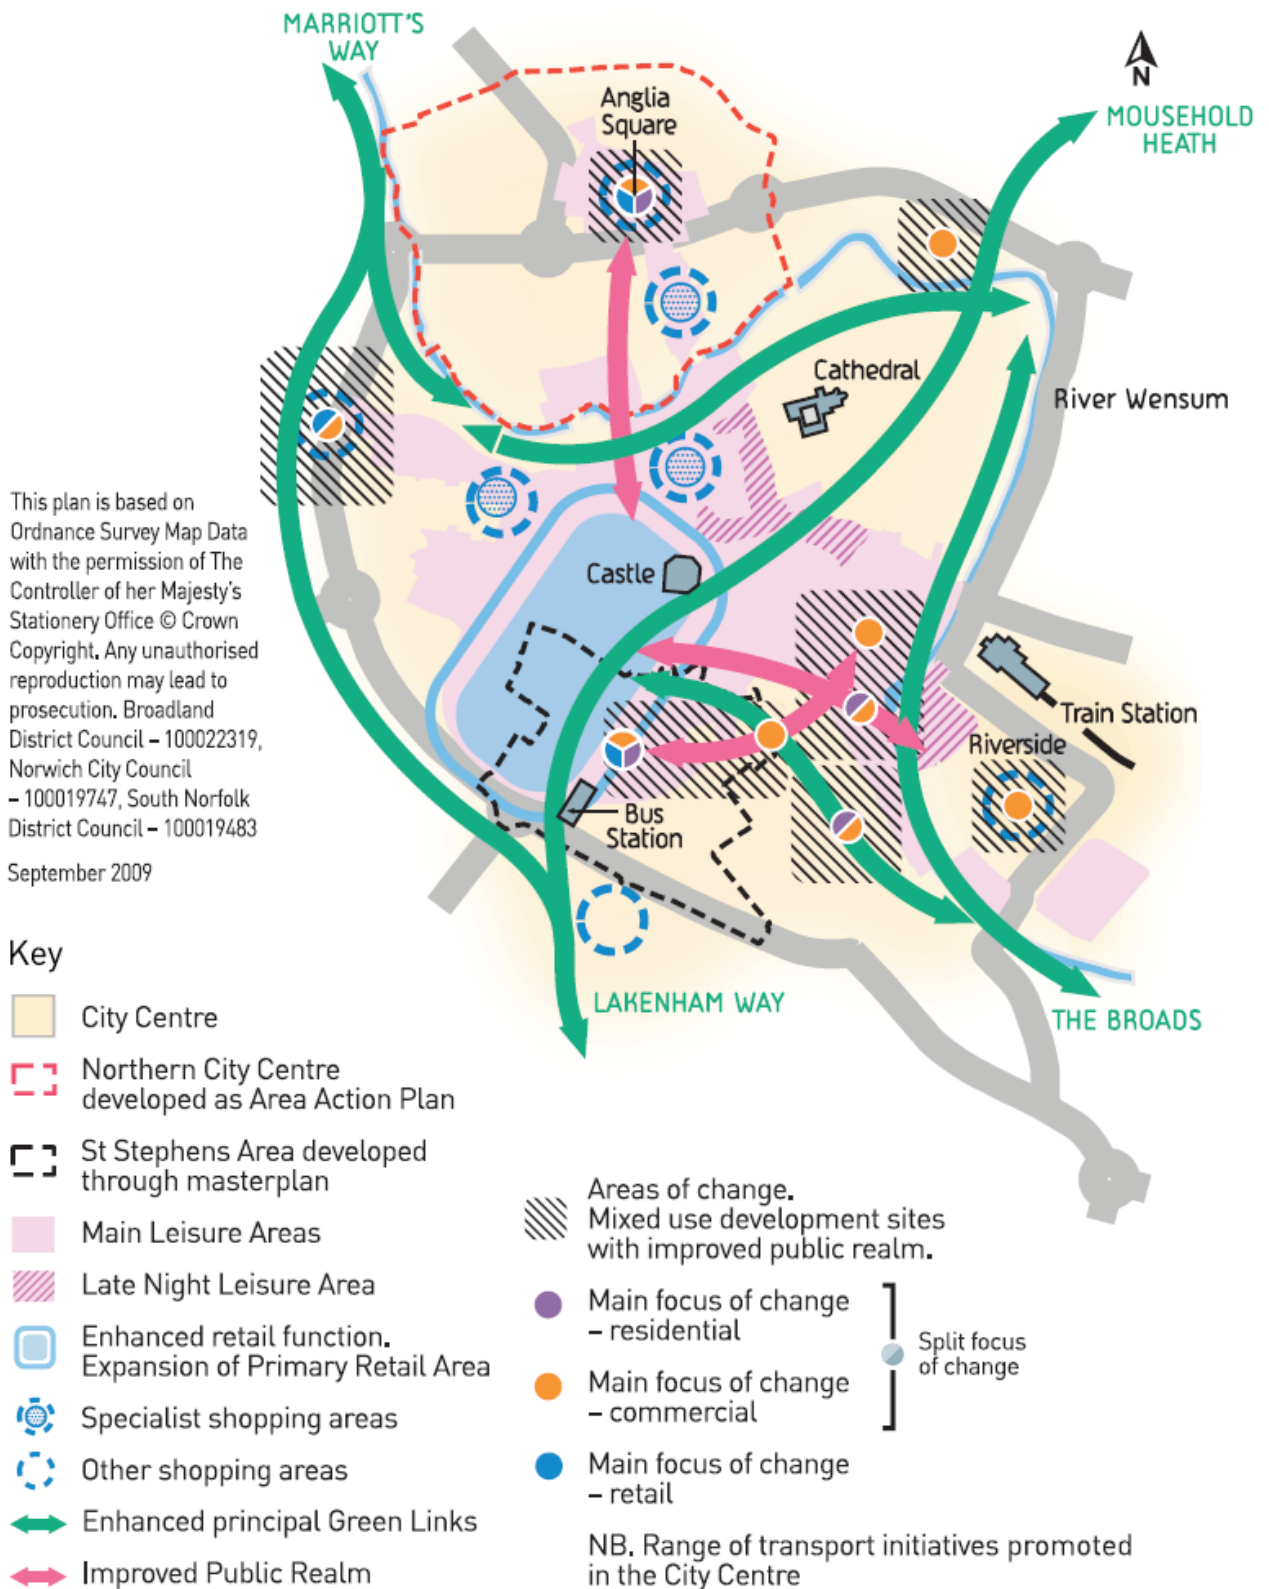 MARRIOTT'S
WAY
N
MOUSEHOLD
HEATH
Anglia
Square
Cathedral
River Wensum
This plan is based on
Ordnance Survey Map Data
with the permission of The
Controller of her Majesty's
Stationery Office © Crown
Copyright. Any unauthorised
reproduction may lead to
prosecution. Broadland
District Council – 100022319,
Norwich City Council
– 100019747, South Norfolk
District Council – 100019483
September 2009
Castle
Train Station
Riverside
Bus
Station
LAKENHAM WAY
THE BROADS
Key
City Centre
Northern City Centre
developed as Area Action Plan
St Stephens Area developed
through masterplan
Main Leisure Areas
Late Night Leisure Area
Enhanced retail function.
Expansion of Primary Retail Area
Specialist shopping areas
Other shopping areas
Enhanced principal Green Links
Improved Public Realm
Areas of change.
Mixed use development sites
with improved public realm.
Main focus of change
– residential
Main focus of change
– commercial
Split focus
of change
Main focus of change
– retail
NB. Range of transport initiatives promoted
in the City Centre